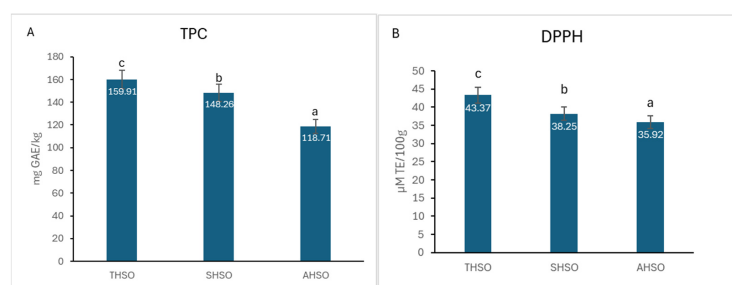 A
TPC
mg GAE/kg
180
160
140
120
100
80
60
40
20
0
c
b
a
159.91
148.26
118.71
THSO
SHSO
AHSO
B
DPPH
µM TE/100g
50
45
40
35
30
25
20
15
10
5
0
c
b
a
43.37
38.25
35.92
THSO
SHSO
AHSO